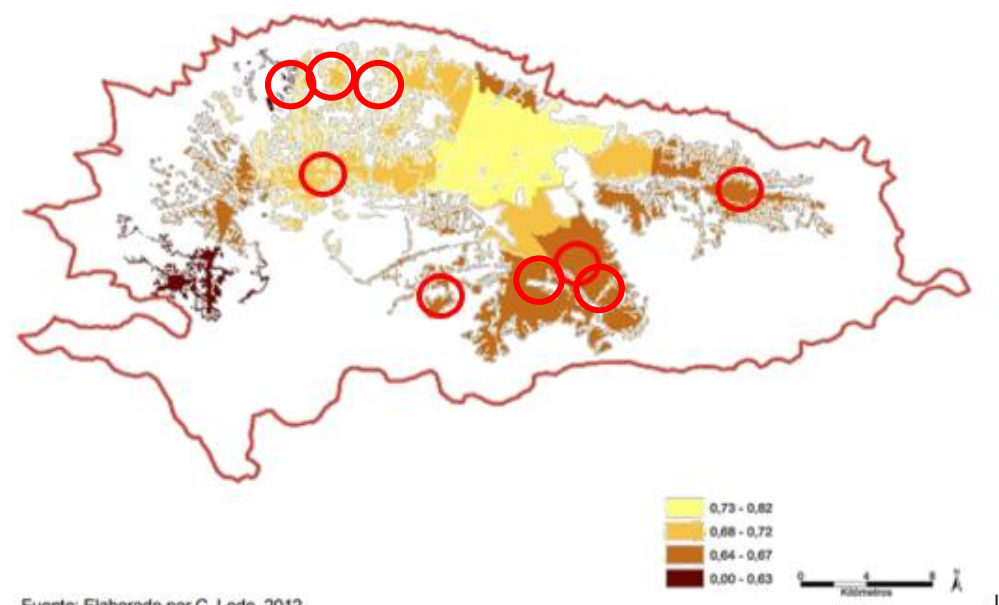 0,73 - 0,82
0,68 - 0,72
0,64 - 0,67
0,00 - 0,63
0 4 8
Kilómetros
N
Fuente: Elaborado por C. Ledo, 2012